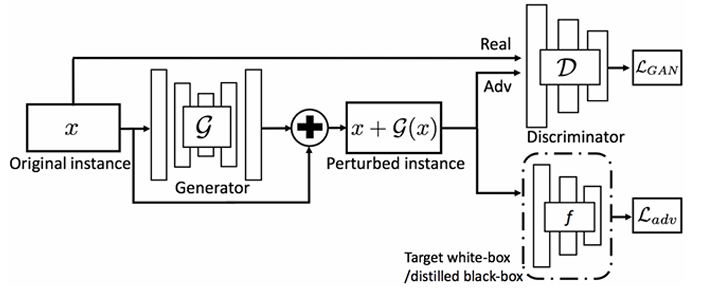 Real
Adv
𝒟
ℒ_GAN
Discriminator
x
Original instance
𝒢
Generator
+
x + 𝒢(x)
Perturbed instance
f
ℒ_adv
Target white-box
/distilled black-box